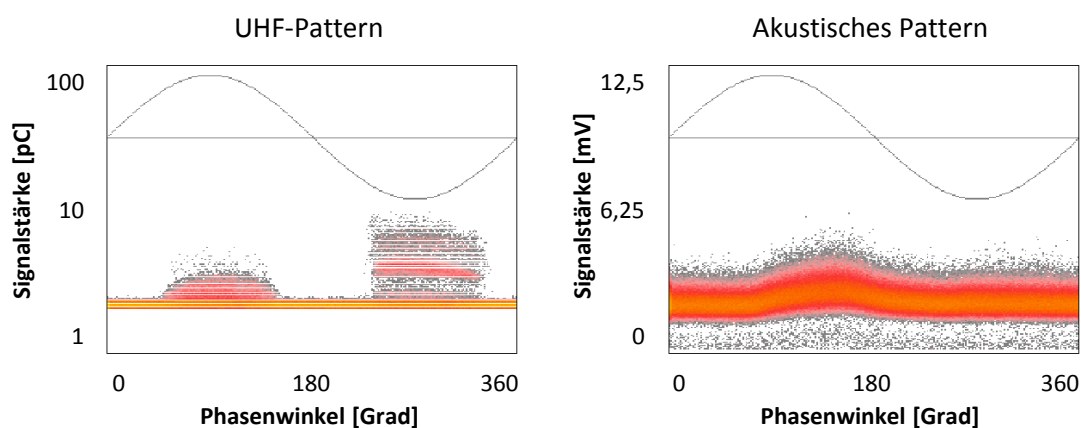 UHF-Pattern
Signalstärke [pC]
100
10
1
0 180 360
Phasenwinkel [Grad]
Akustisches Pattern
Signalstärke [mV]
12,5
6,25
0
0 180 360
Phasenwinkel [Grad]